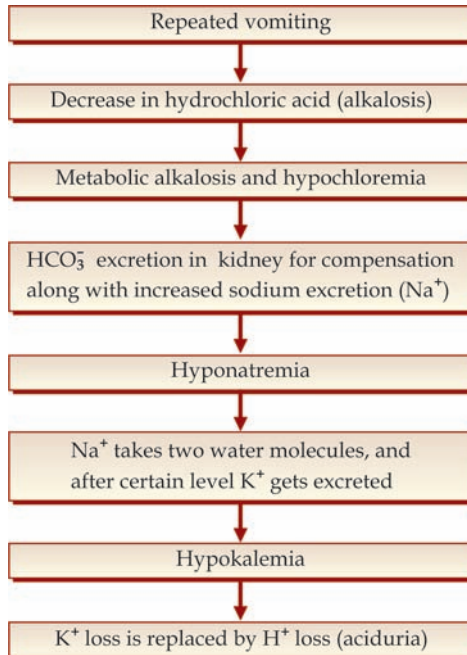 Repeated vomiting
Decrease in hydrochloric acid (alkalosis)
Metabolic alkalosis and hypochloremia
HCO₃⁻ excretion in kidney for compensation
along with increased sodium excretion (Na⁺)
Hyponatremia
Na⁺ takes two water molecules, and
after certain level K⁺ gets excreted
Hypokalemia
K⁺ loss is replaced by H⁺ loss (aciduria)